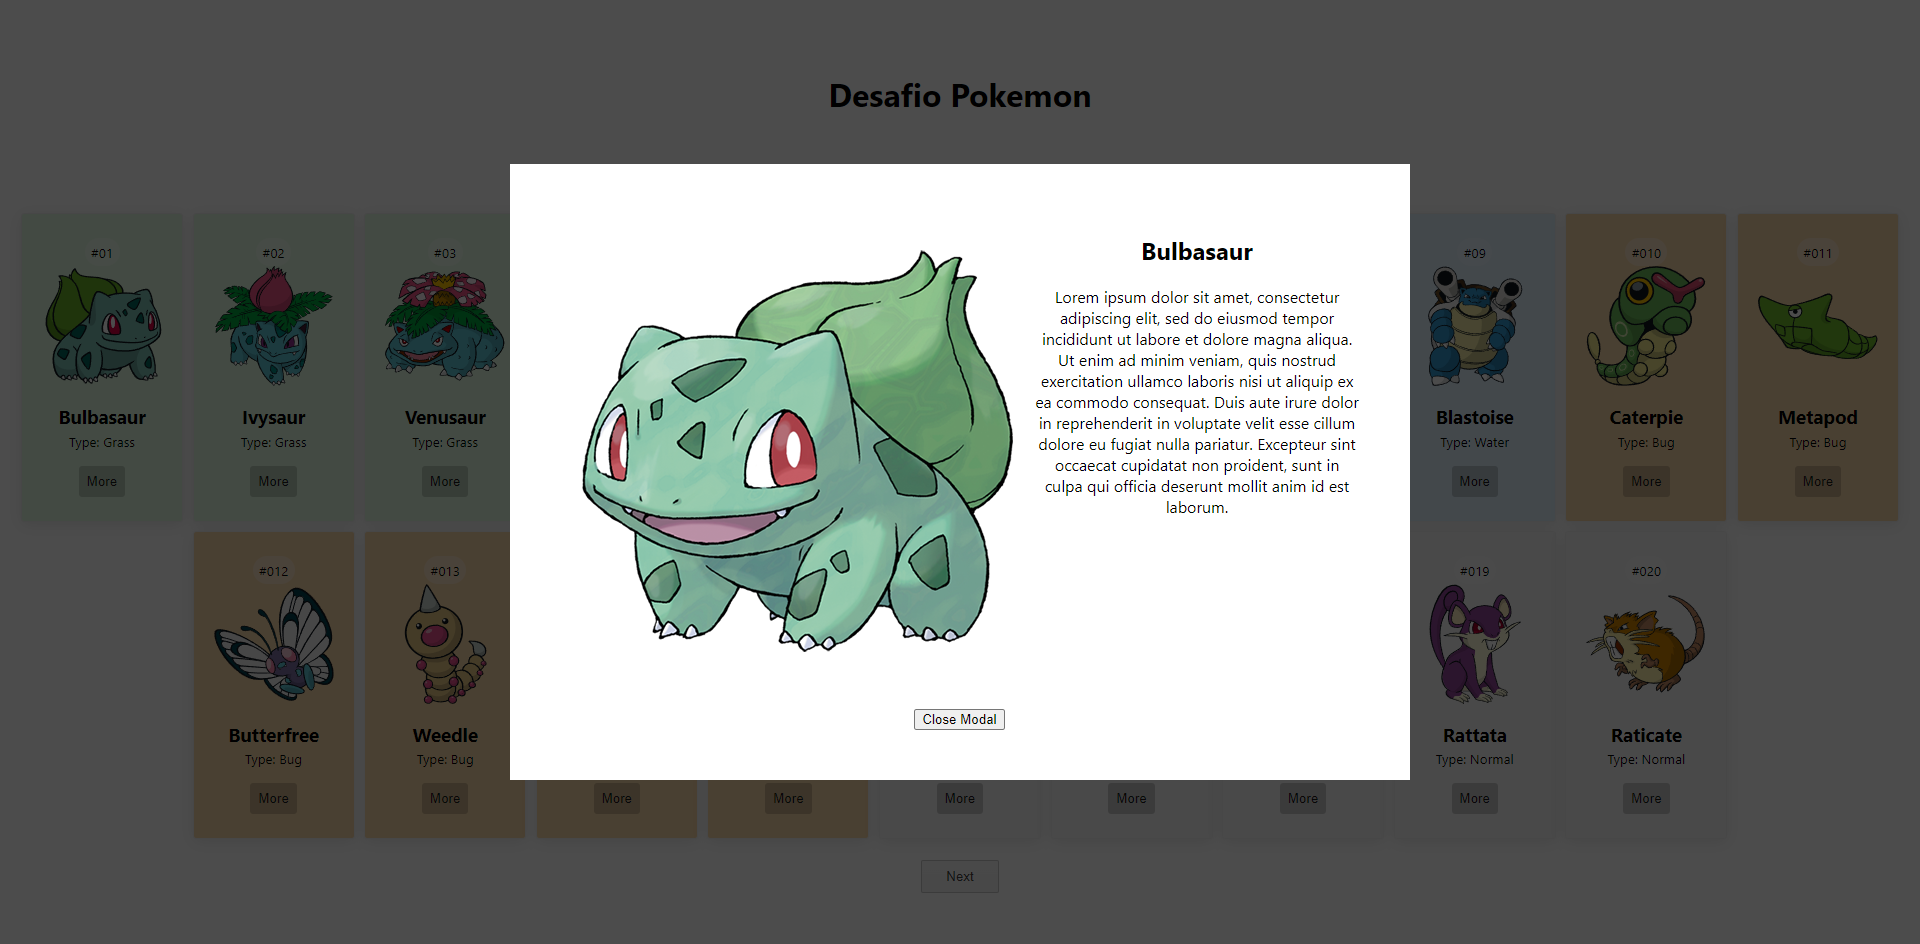 Desafio Pokemon
#01
Bulbasaur
Type: Grass
More
#02
Ivysaur
Type: Grass
More
#03
Venusaur
Type: Grass
More
Bulbasaur
Lorem ipsum dolor sit amet, consectetur
adipiscing elit, sed do eiusmod tempor
incididunt ut labore et dolore magna aliqua.
Ut enim ad minim veniam, quis nostrud
exercitation ullamco laboris nisi ut aliquip ex
ea commodo consequat. Duis aute irure dolor
in reprehenderit in voluptate velit esse cillum
dolore eu fugiat nulla pariatur. Excepteur sint
occaecat cupidatat non proident, sunt in
culpa qui officia deserunt mollit anim id est
laborum.
Close Modal
#09
Blastoise
Type: Water
More
#010
Caterpie
Type: Bug
More
#011
Metapod
Type: Bug
More
#012
Butterfree
Type: Bug
More
#013
Weedle
Type: Bug
More
More
More
More
More
More
#019
Rattata
Type: Normal
More
#020
Raticate
Type: Normal
More
Next